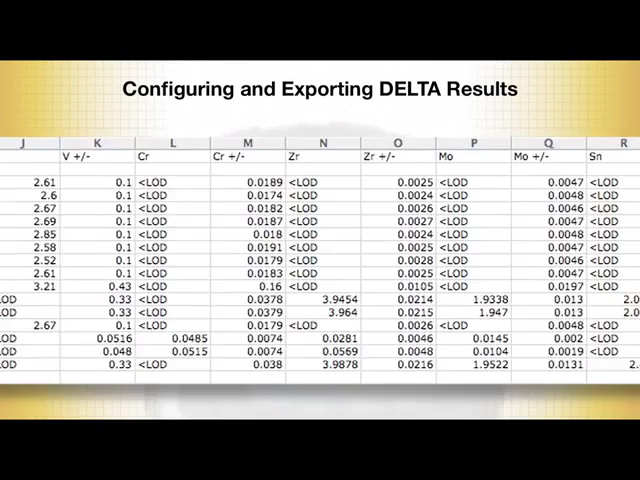 Configuring and Exporting DELTA Results
J K L M N O P Q R
V +/- Cr Cr +/- Zr Zr +/- Mo Mo +/- Sn
2.61 0.1 <LOD 0.0189 <LOD 0.0025 <LOD 0.0047 <LOD
2.6 0.1 <LOD 0.0174 <LOD 0.0024 <LOD 0.0048 <LOD
2.67 0.1 <LOD 0.0182 <LOD 0.0026 <LOD 0.0046 <LOD
2.69 0.1 <LOD 0.0187 <LOD 0.0027 <LOD 0.0047 <LOD
2.85 0.1 <LOD 0.018 <LOD 0.0024 <LOD 0.0048 <LOD
2.58 0.1 <LOD 0.0191 <LOD 0.0025 <LOD 0.0047 <LOD
2.52 0.1 <LOD 0.0179 <LOD 0.0028 <LOD 0.0046 <LOD
2.61 0.1 <LOD 0.0183 <LOD 0.0025 <LOD 0.0047 <LOD
3.21 0.43 <LOD 0.16 <LOD 0.0105 <LOD 0.0197 <LOD
LOD 0.33 <LOD 0.0378 3.9454 0.0214 1.9338 0.013 2.0
LOD 0.33 <LOD 0.0379 3.964 0.0215 1.947 0.013 2.0
2.67 0.1 <LOD 0.0179 <LOD 0.0026 <LOD 0.0048 <LOD
LOD 0.0516 0.0485 0.0074 0.0281 0.0046 0.0145 0.002 <LOD
LOD 0.048 0.0515 0.0074 0.0569 0.0048 0.0104 0.0019 <LOD
LOD 0.33 <LOD 0.038 3.9878 0.0216 1.9522 0.0131 2.